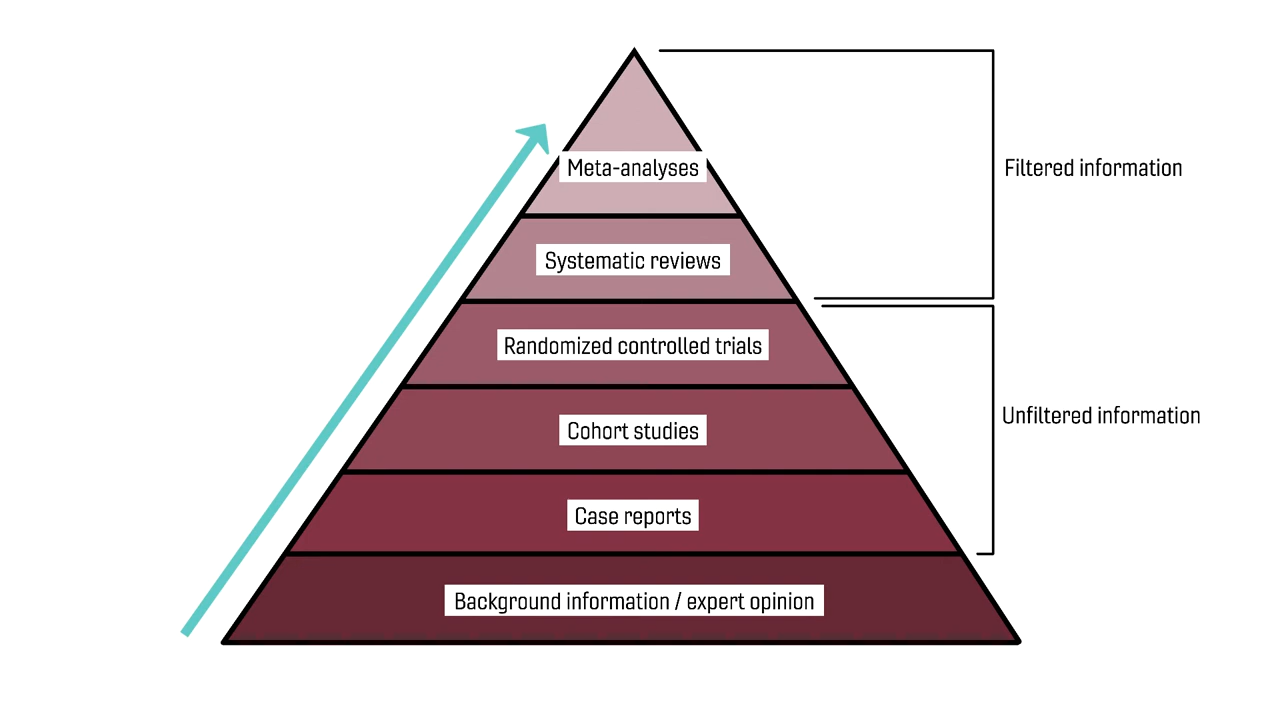 Meta-analyses
Filtered information
Systematic reviews
Randomized controlled trials
Cohort studies
Unfiltered information
Case reports
Background information / expert opinion